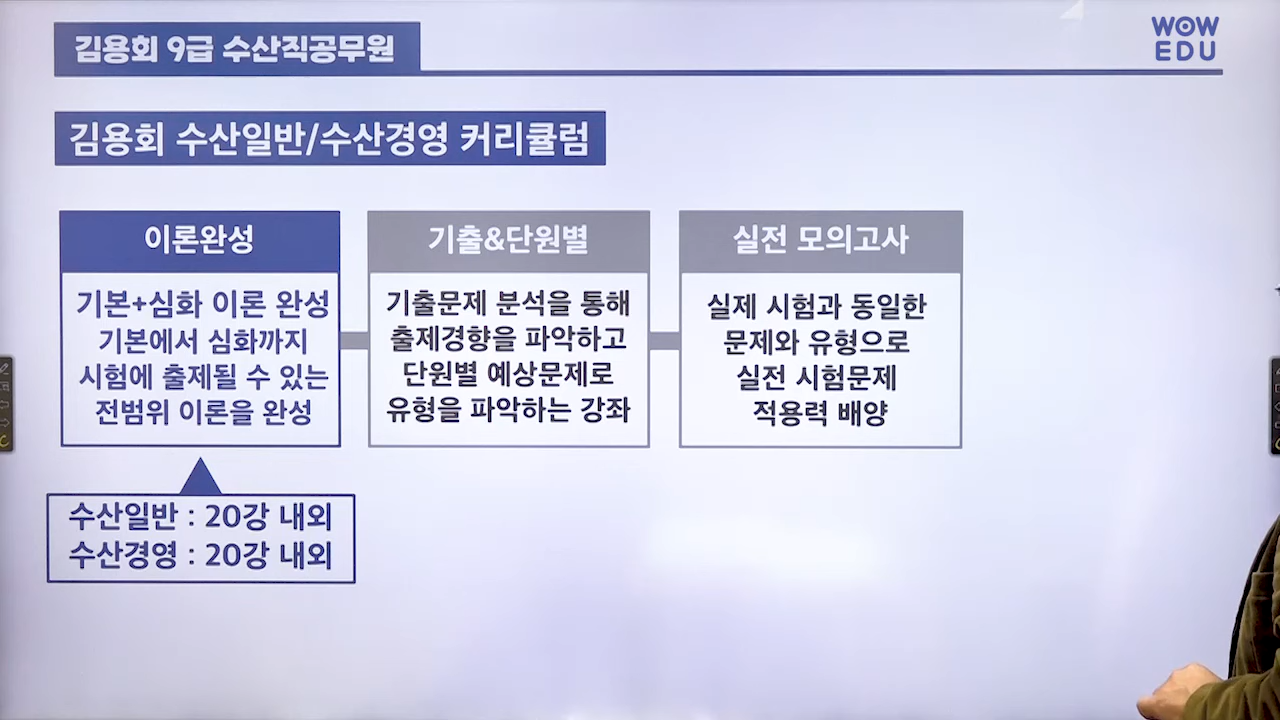 김용회 9급 수산직공무원
WOW
EDU
김용회 수산일반/수산경영 커리큘럼
이론완성
기본+심화 이론 완성
기본에서 심화까지
시험에 출제될 수 있는
전범위 이론을 완성
기출&단원별
기출문제 분석을 통해
출제경향을 파악하고
단원별 예상문제로
유형을 파악하는 강좌
실전 모의고사
실제 시험과 동일한
문제와 유형으로
실전 시험문제
적용력 배양
수산일반 : 20강 내외
수산경영 : 20강 내외